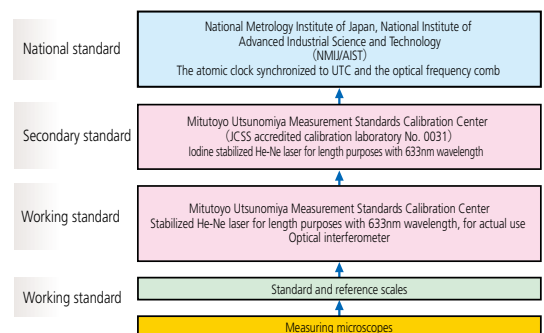 National standard
National Metrology Institute of Japan, National Institute of
Advanced Industrial Science and Technology
(NMIJ/AIST)
The atomic clock synchronized to UTC and the optical frequency comb
Secondary standard
Mitutoyo Utsunomiya Measurement Standards Calibration Center
(JCSS accredited calibration laboratory No. 0031)
Iodine stabilized He-Ne laser for length purposes with 633nm wavelength
Working standard
Mitutoyo Utsunomiya Measurement Standards Calibration Center
Stabilized He-Ne laser for length purposes with 633nm wavelength, for actual use
Optical interferometer
Working standard
Standard and reference scales
Measuring microscopes